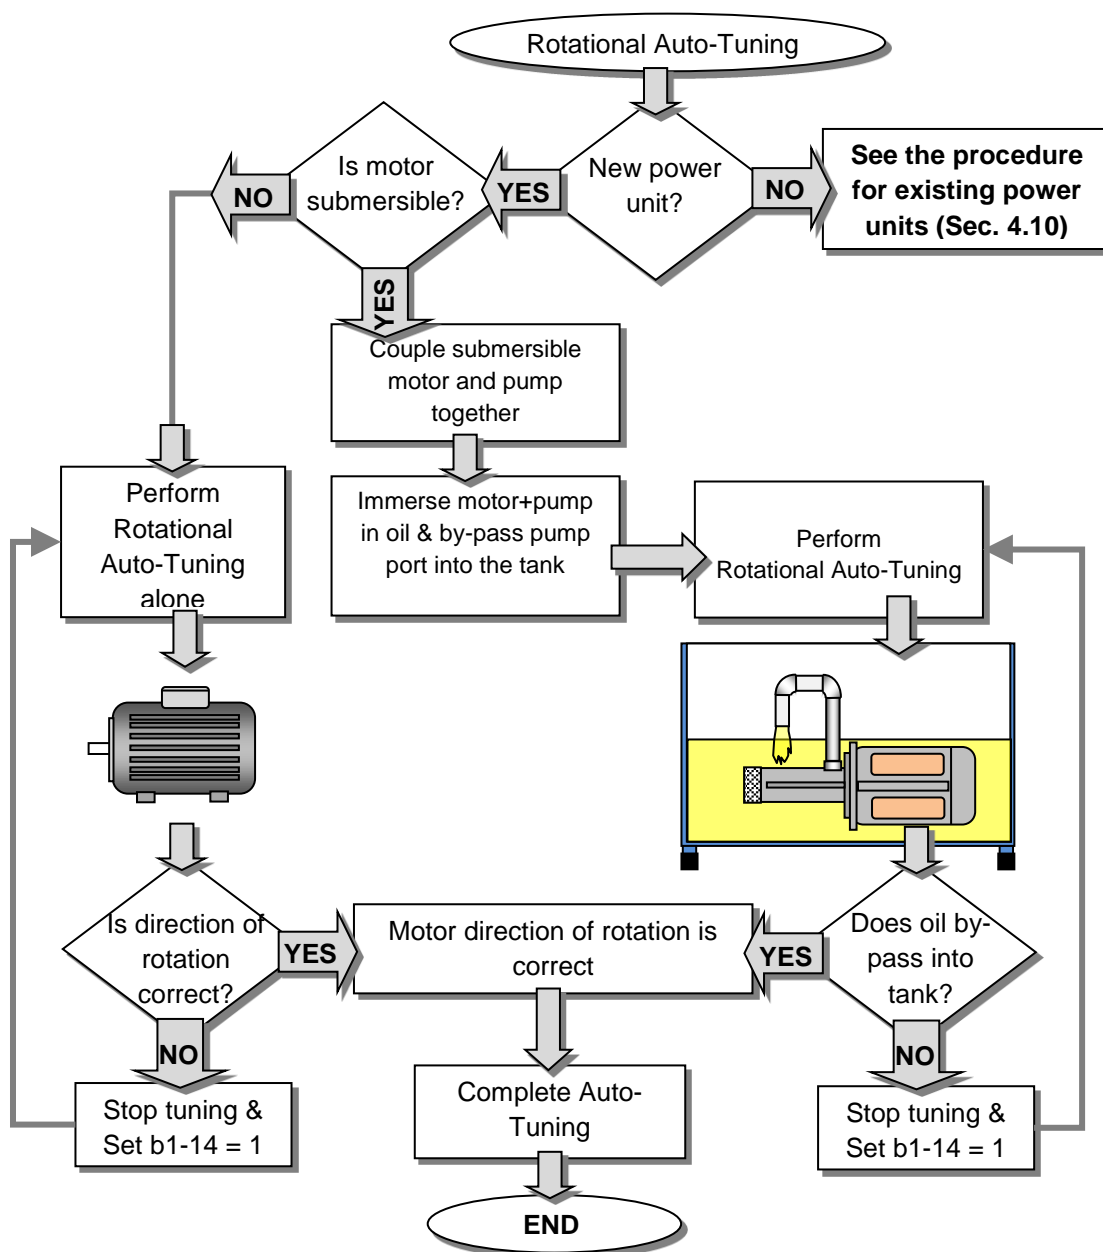 Rotational Auto-Tuning
New power
unit?
YES
NO
See the procedure
for existing power
units (Sec. 4.10)
Is motor
submersible?
NO
YES
Couple submersible
motor and pump
together
Immerse motor+pump
in oil & by-pass pump
port into the tank
Perform
Rotational Auto-Tuning
Perform
Rotational
Auto-Tuning
alone
Is direction of
rotation
correct?
YES
NO
Motor direction of rotation is
correct
Does oil by-
pass into
tank?
YES
NO
Stop tuning &
Set b1-14 = 1
Complete Auto-
Tuning
Stop tuning &
Set b1-14 = 1
END